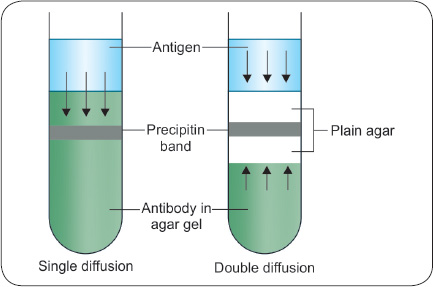 Antigen
Precipitin
band
Plain agar
Antibody in
agar gel
Single diffusion
Double diffusion